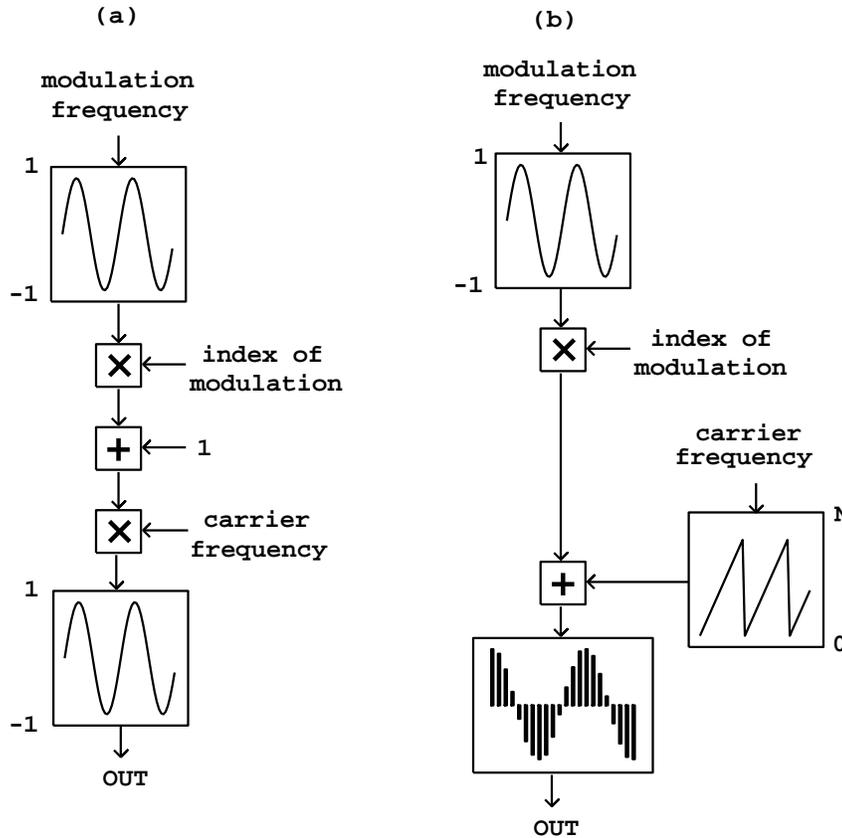 (a)
modulation
frequency
1
-1
index of
modulation
1
carrier
frequency
1
-1
OUT
(b)
modulation
frequency
1
-1
index of
modulation
carrier
frequency
N
0
OUT